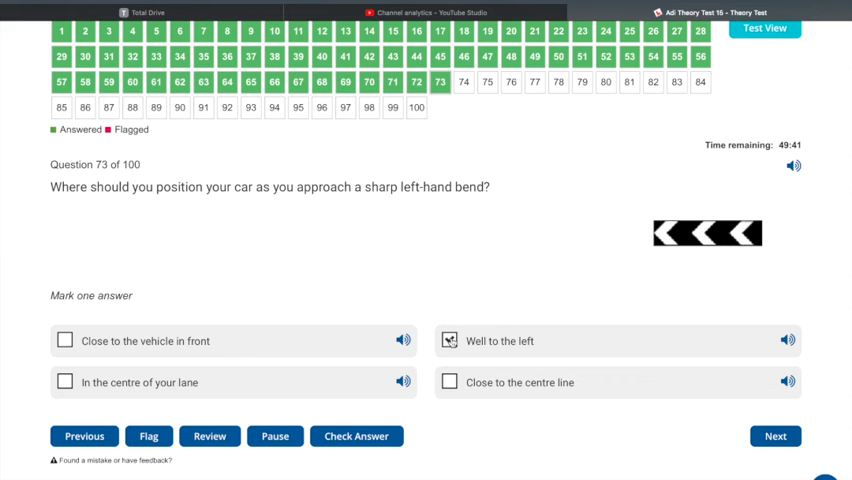 Total Drive
Channel analytics - YouTube Studio
Adi Theory Test 15 - Theory Test
1 2 3 4 5 6 7 8 9 10 11 12 13 14 15 16 17 18 19 20 21 22 23 24 25 26 27 28
Test View
29 30 31 32 33 34 35 36 37 38 39 40 41 42 43 44 45 46 47 48 49 50 51 52 53 54 55 56
57 58 59 60 61 62 63 64 65 66 67 68 69 70 71 72 73 74 75 76 77 78 79 80 81 82 83 84
85 86 87 88 89 90 91 92 93 94 95 96 97 98 99 100
Answered Flagged
Time remaining: 49:41
Question 73 of 100
Where should you position your car as you approach a sharp left-hand bend?
Mark one answer
Close to the vehicle in front
Well to the left
In the centre of your lane
Close to the centre line
Previous Flag Review Pause Check Answer Next
Found a mistake or have feedback?